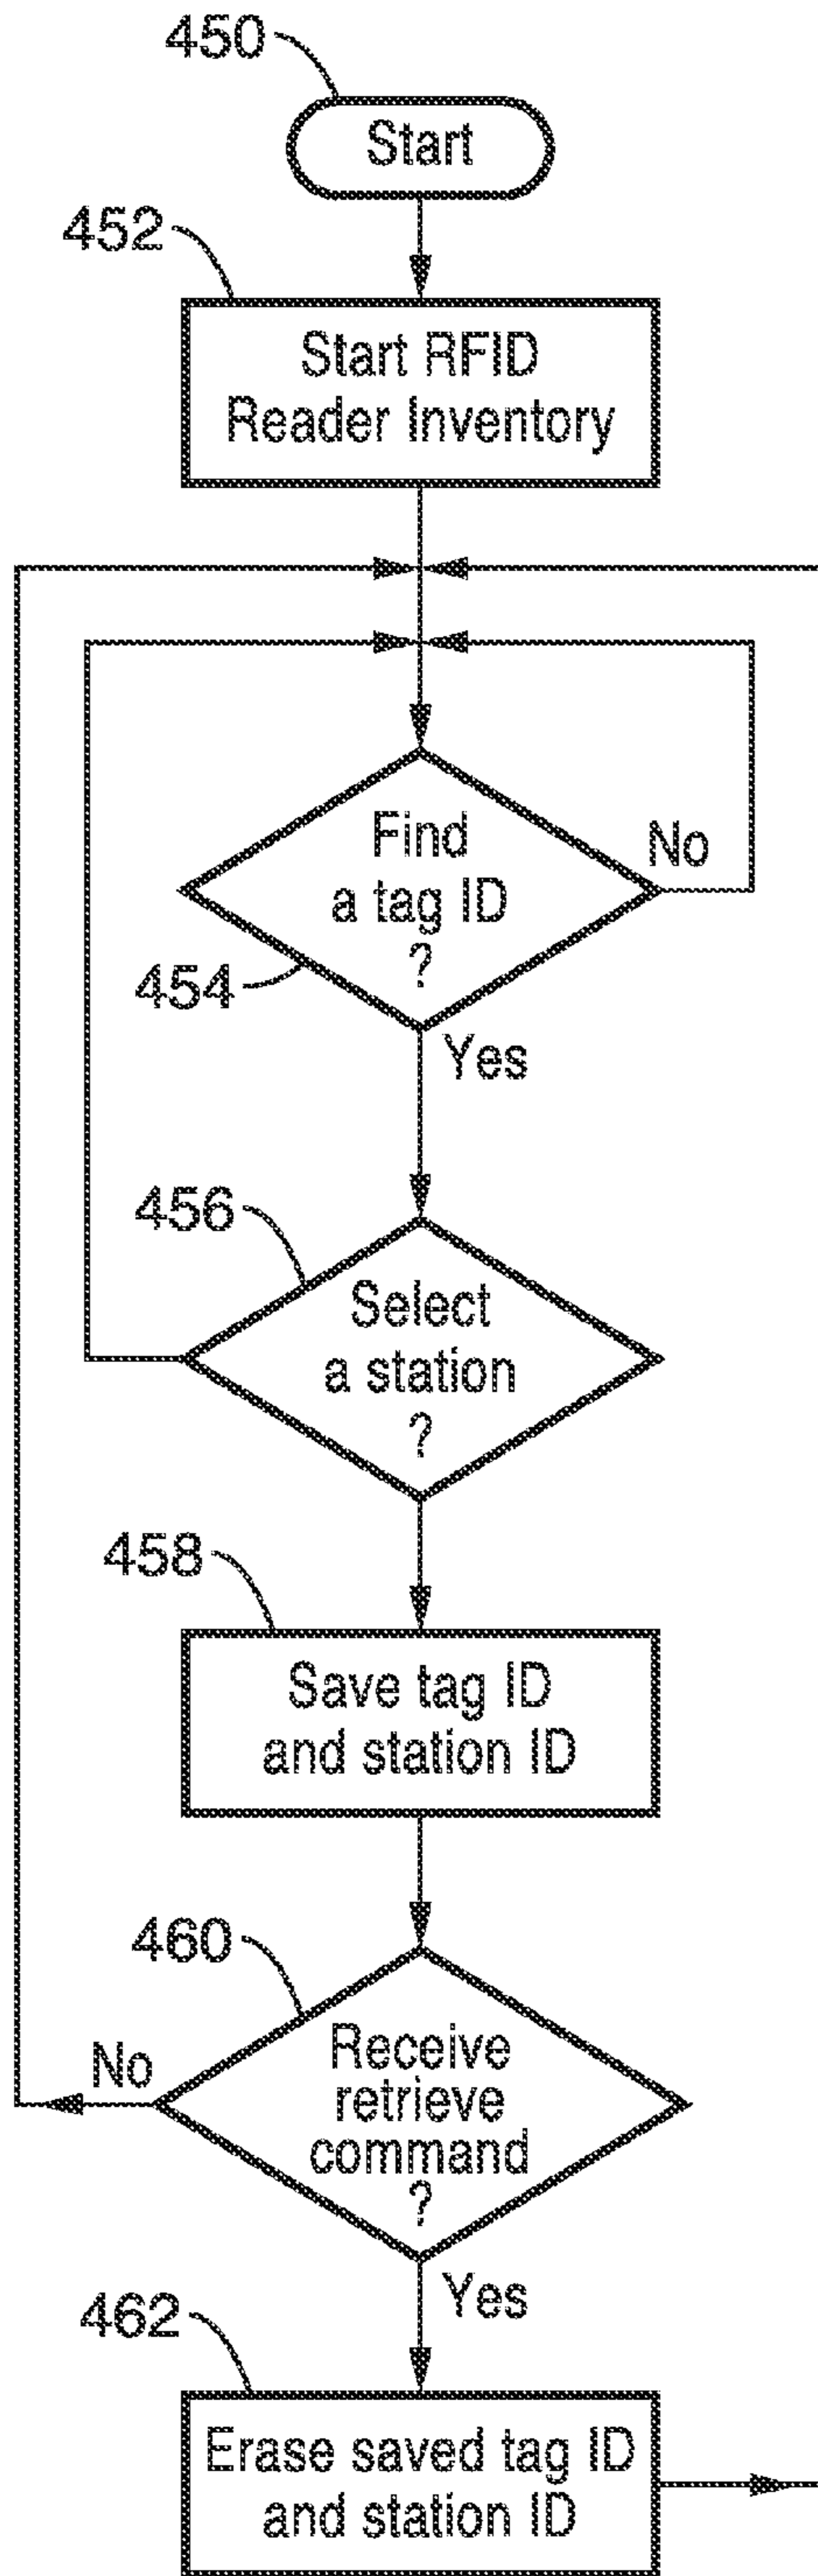 450
Start
452
Start RFID
Reader Inventory
Find
a tag ID
?
No
454
Yes
456
Select
a station
?
458
Save tag ID
and station ID
460
No
Receive
retrieve
command
?
Yes
462
Erase saved tag ID
and station ID